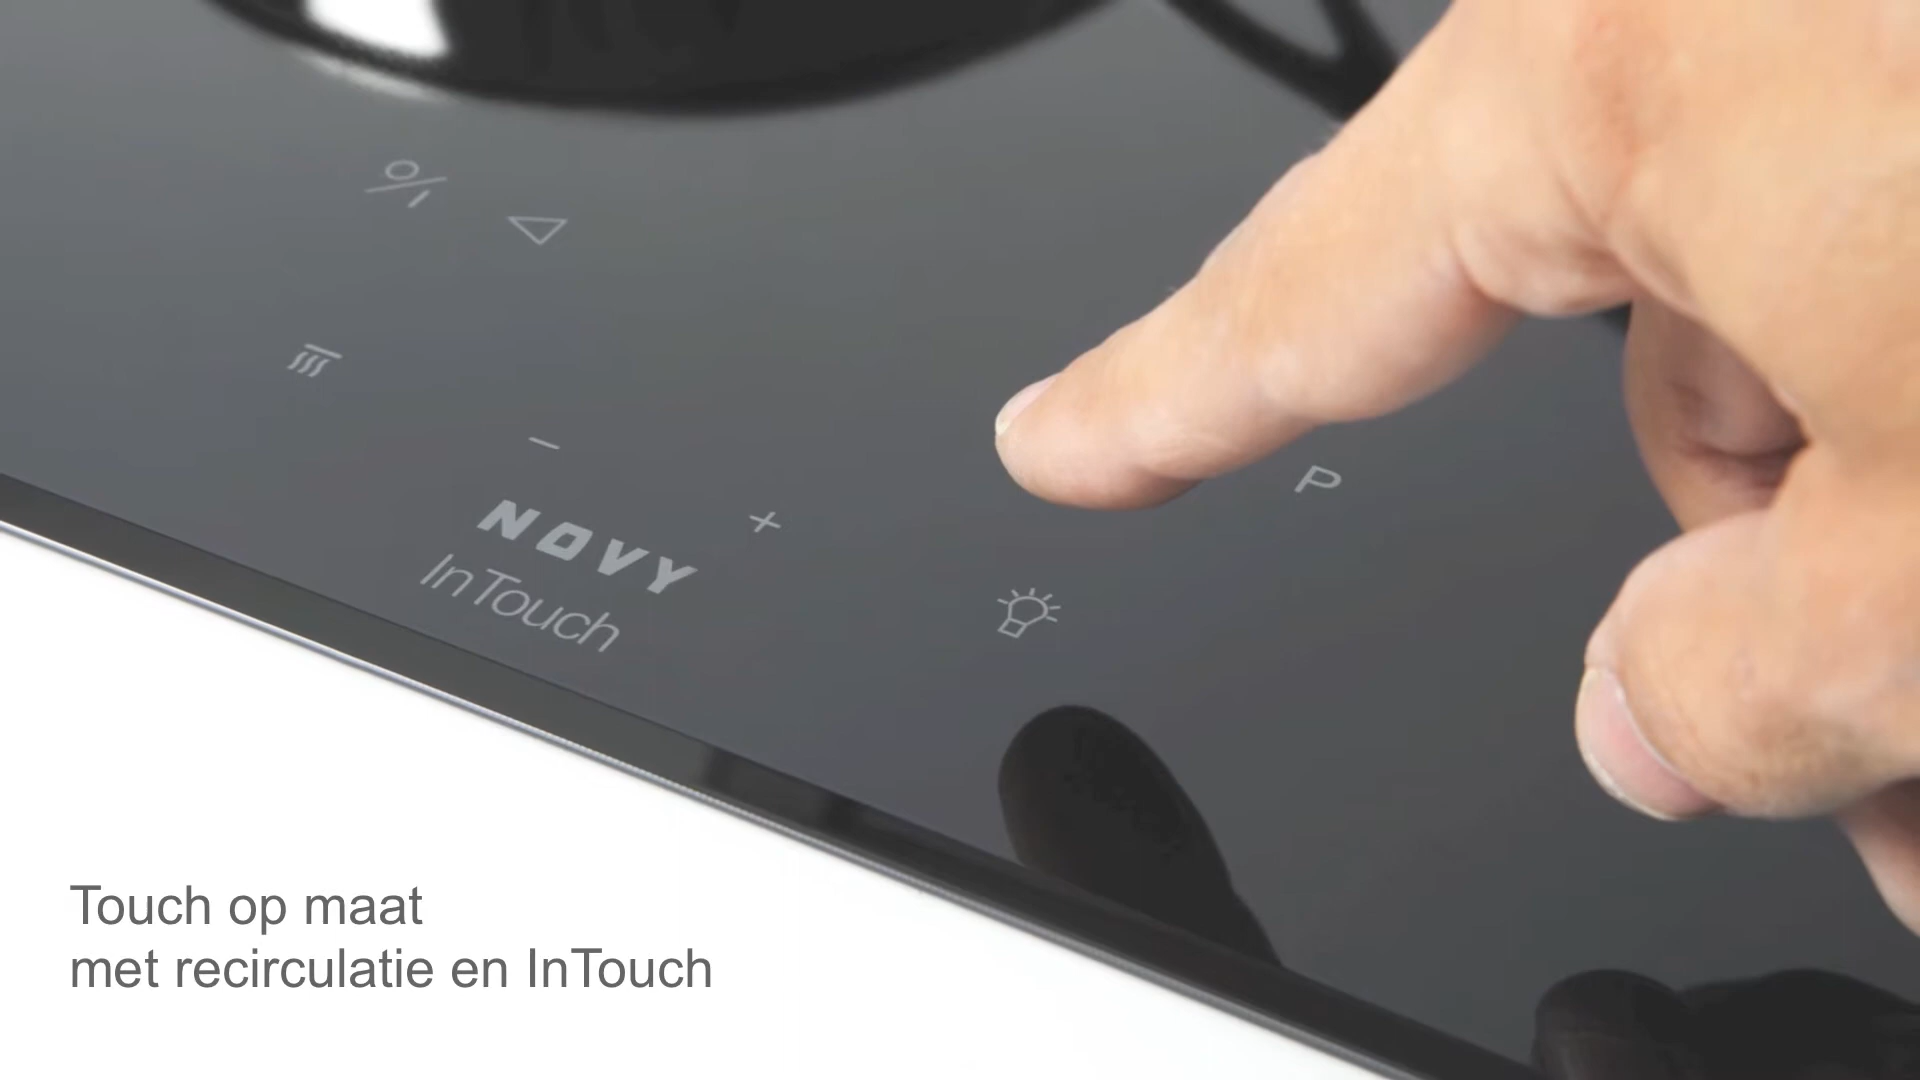 −
+
P
NOVY
InTouch
Touch op maat
met recirculatie en InTouch